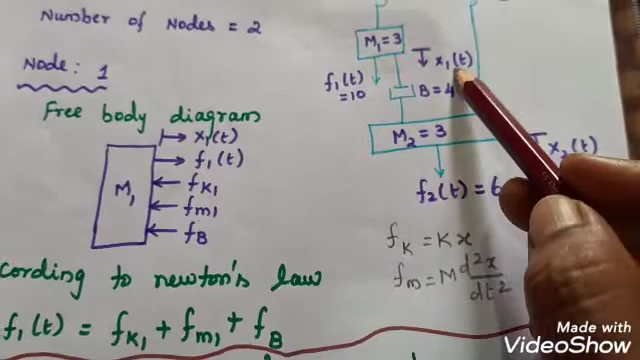 Number of Nodes = 2
Node: 1
Free body diagram
x₁(t)
f₁(t)
M₁
fK₁
fm₁
fB
According to newton's law
f₁(t) = fK₁ + fm₁ + fB
M₁ = 3
x₁(t)
f₁(t)
= 10
B = 4
M₂ = 3
x₂(t)
f₂(t) = 6
fK = Kx
fm = M d²x/dt²
Made with
VideoShow